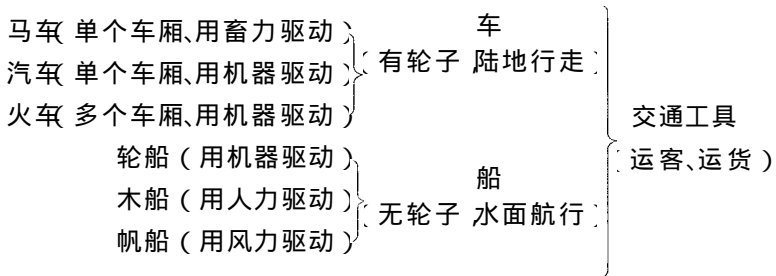 马车(单个车厢、用畜力驱动)
汽车(单个车厢、用机器驱动)
火车(多个车厢、用机器驱动)
车
(有轮子,陆地行走)
轮船(用机器驱动)
木船(用人力驱动)
帆船(用风力驱动)
船
(无轮子,水面航行)
交通工具
(运客、运货)